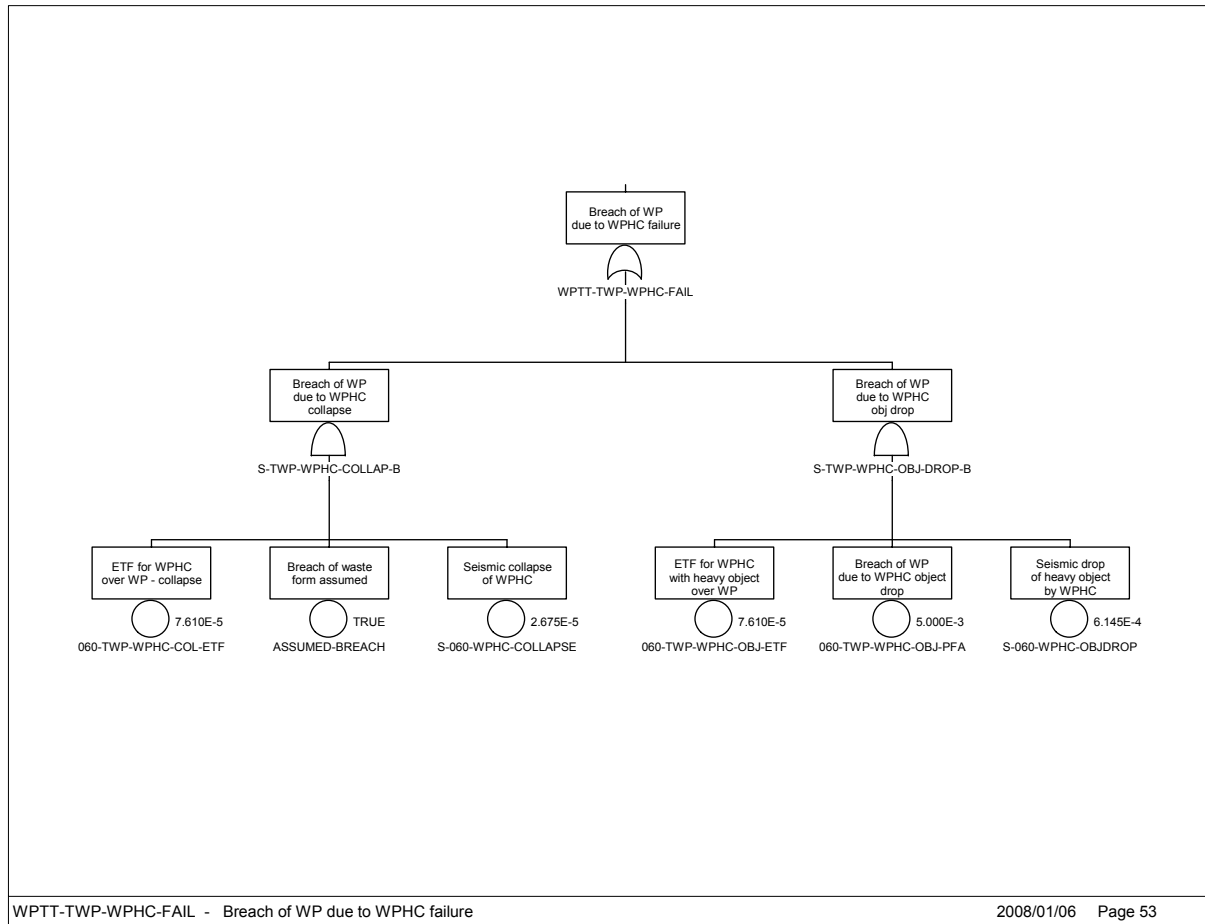 Breach of WP
due to WPHC failure
WPTT-TWP-WPHC-FAIL
Breach of WP
due to WPHC
collapse
S-TWP-WPHC-COLLAP-B
Breach of WP
due to WPHC
obj drop
S-TWP-WPHC-OBJ-DROP-B
ETF for WPHC
over WP - collapse
7.610E-5
060-TWP-WPHC-COL-ETF
Breach of waste
form assumed
TRUE
ASSUMED-BREACH
Seismic collapse
of WPHC
2.675E-5
S-060-WPHC-COLLAPSE
ETF for WPHC
with heavy object
over WP
7.610E-5
060-TWP-WPHC-OBJ-ETF
Breach of WP
due to WPHC object
drop
5.000E-3
060-TWP-WPHC-OBJ-PFA
Seismic drop
of heavy object
by WPHC
6.145E-4
S-060-WPHC-OBJDROP
WPTT-TWP-WPHC-FAIL - Breach of WP due to WPHC failure 2008/01/06 Page 53